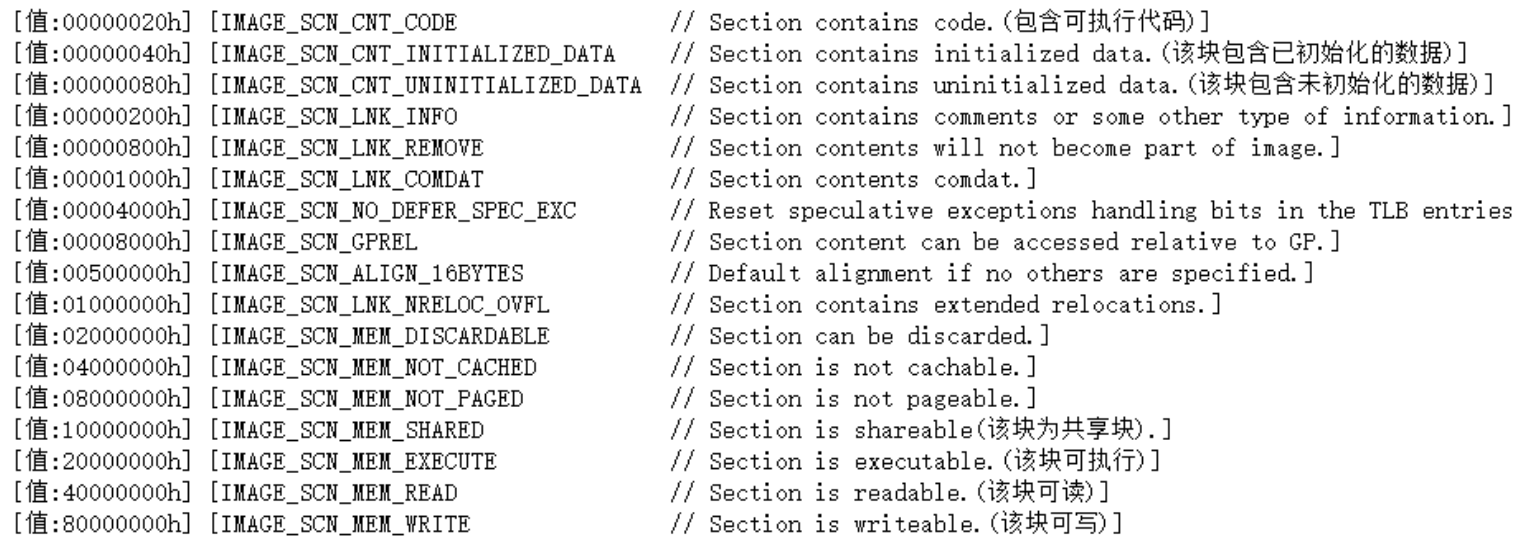 [值:00000020h] [IMAGE_SCN_CNT_CODE // Section contains code.(包含可执行代码)]
[值:00000040h] [IMAGE_SCN_CNT_INITIALIZED_DATA // Section contains initialized data.(该块包含已初始化的数据)]
[值:00000080h] [IMAGE_SCN_CNT_UNINITIALIZED_DATA // Section contains uninitialized data.(该块包含未初始化的数据)]
[值:00000200h] [IMAGE_SCN_LNK_INFO // Section contains comments or some other type of information.]
[值:00000800h] [IMAGE_SCN_LNK_REMOVE // Section contents will not become part of image.]
[值:00001000h] [IMAGE_SCN_LNK_COMDAT // Section contents comdat.]
[值:00004000h] [IMAGE_SCN_NO_DEFER_SPEC_EXC // Reset speculative exceptions handling bits in the TLB entries
[值:00008000h] [IMAGE_SCN_GPREL // Section content can be accessed relative to GP.]
[值:00500000h] [IMAGE_SCN_ALIGN_16BYTES // Default alignment if no others are specified.]
[值:01000000h] [IMAGE_SCN_LNK_NRELOC_OVFL // Section contains extended relocations.]
[值:02000000h] [IMAGE_SCN_MEM_DISCARDABLE // Section can be discarded.]
[值:04000000h] [IMAGE_SCN_MEM_NOT_CACHED // Section is not cachable.]
[值:08000000h] [IMAGE_SCN_MEM_NOT_PAGED // Section is not pageable.]
[值:10000000h] [IMAGE_SCN_MEM_SHARED // Section is shareable(该块为共享块).]
[值:20000000h] [IMAGE_SCN_MEM_EXECUTE // Section is executable.(该块可执行)]
[值:40000000h] [IMAGE_SCN_MEM_READ // Section is readable.(该块可读)]
[值:80000000h] [IMAGE_SCN_MEM_WRITE // Section is writeable.(该块可写)]